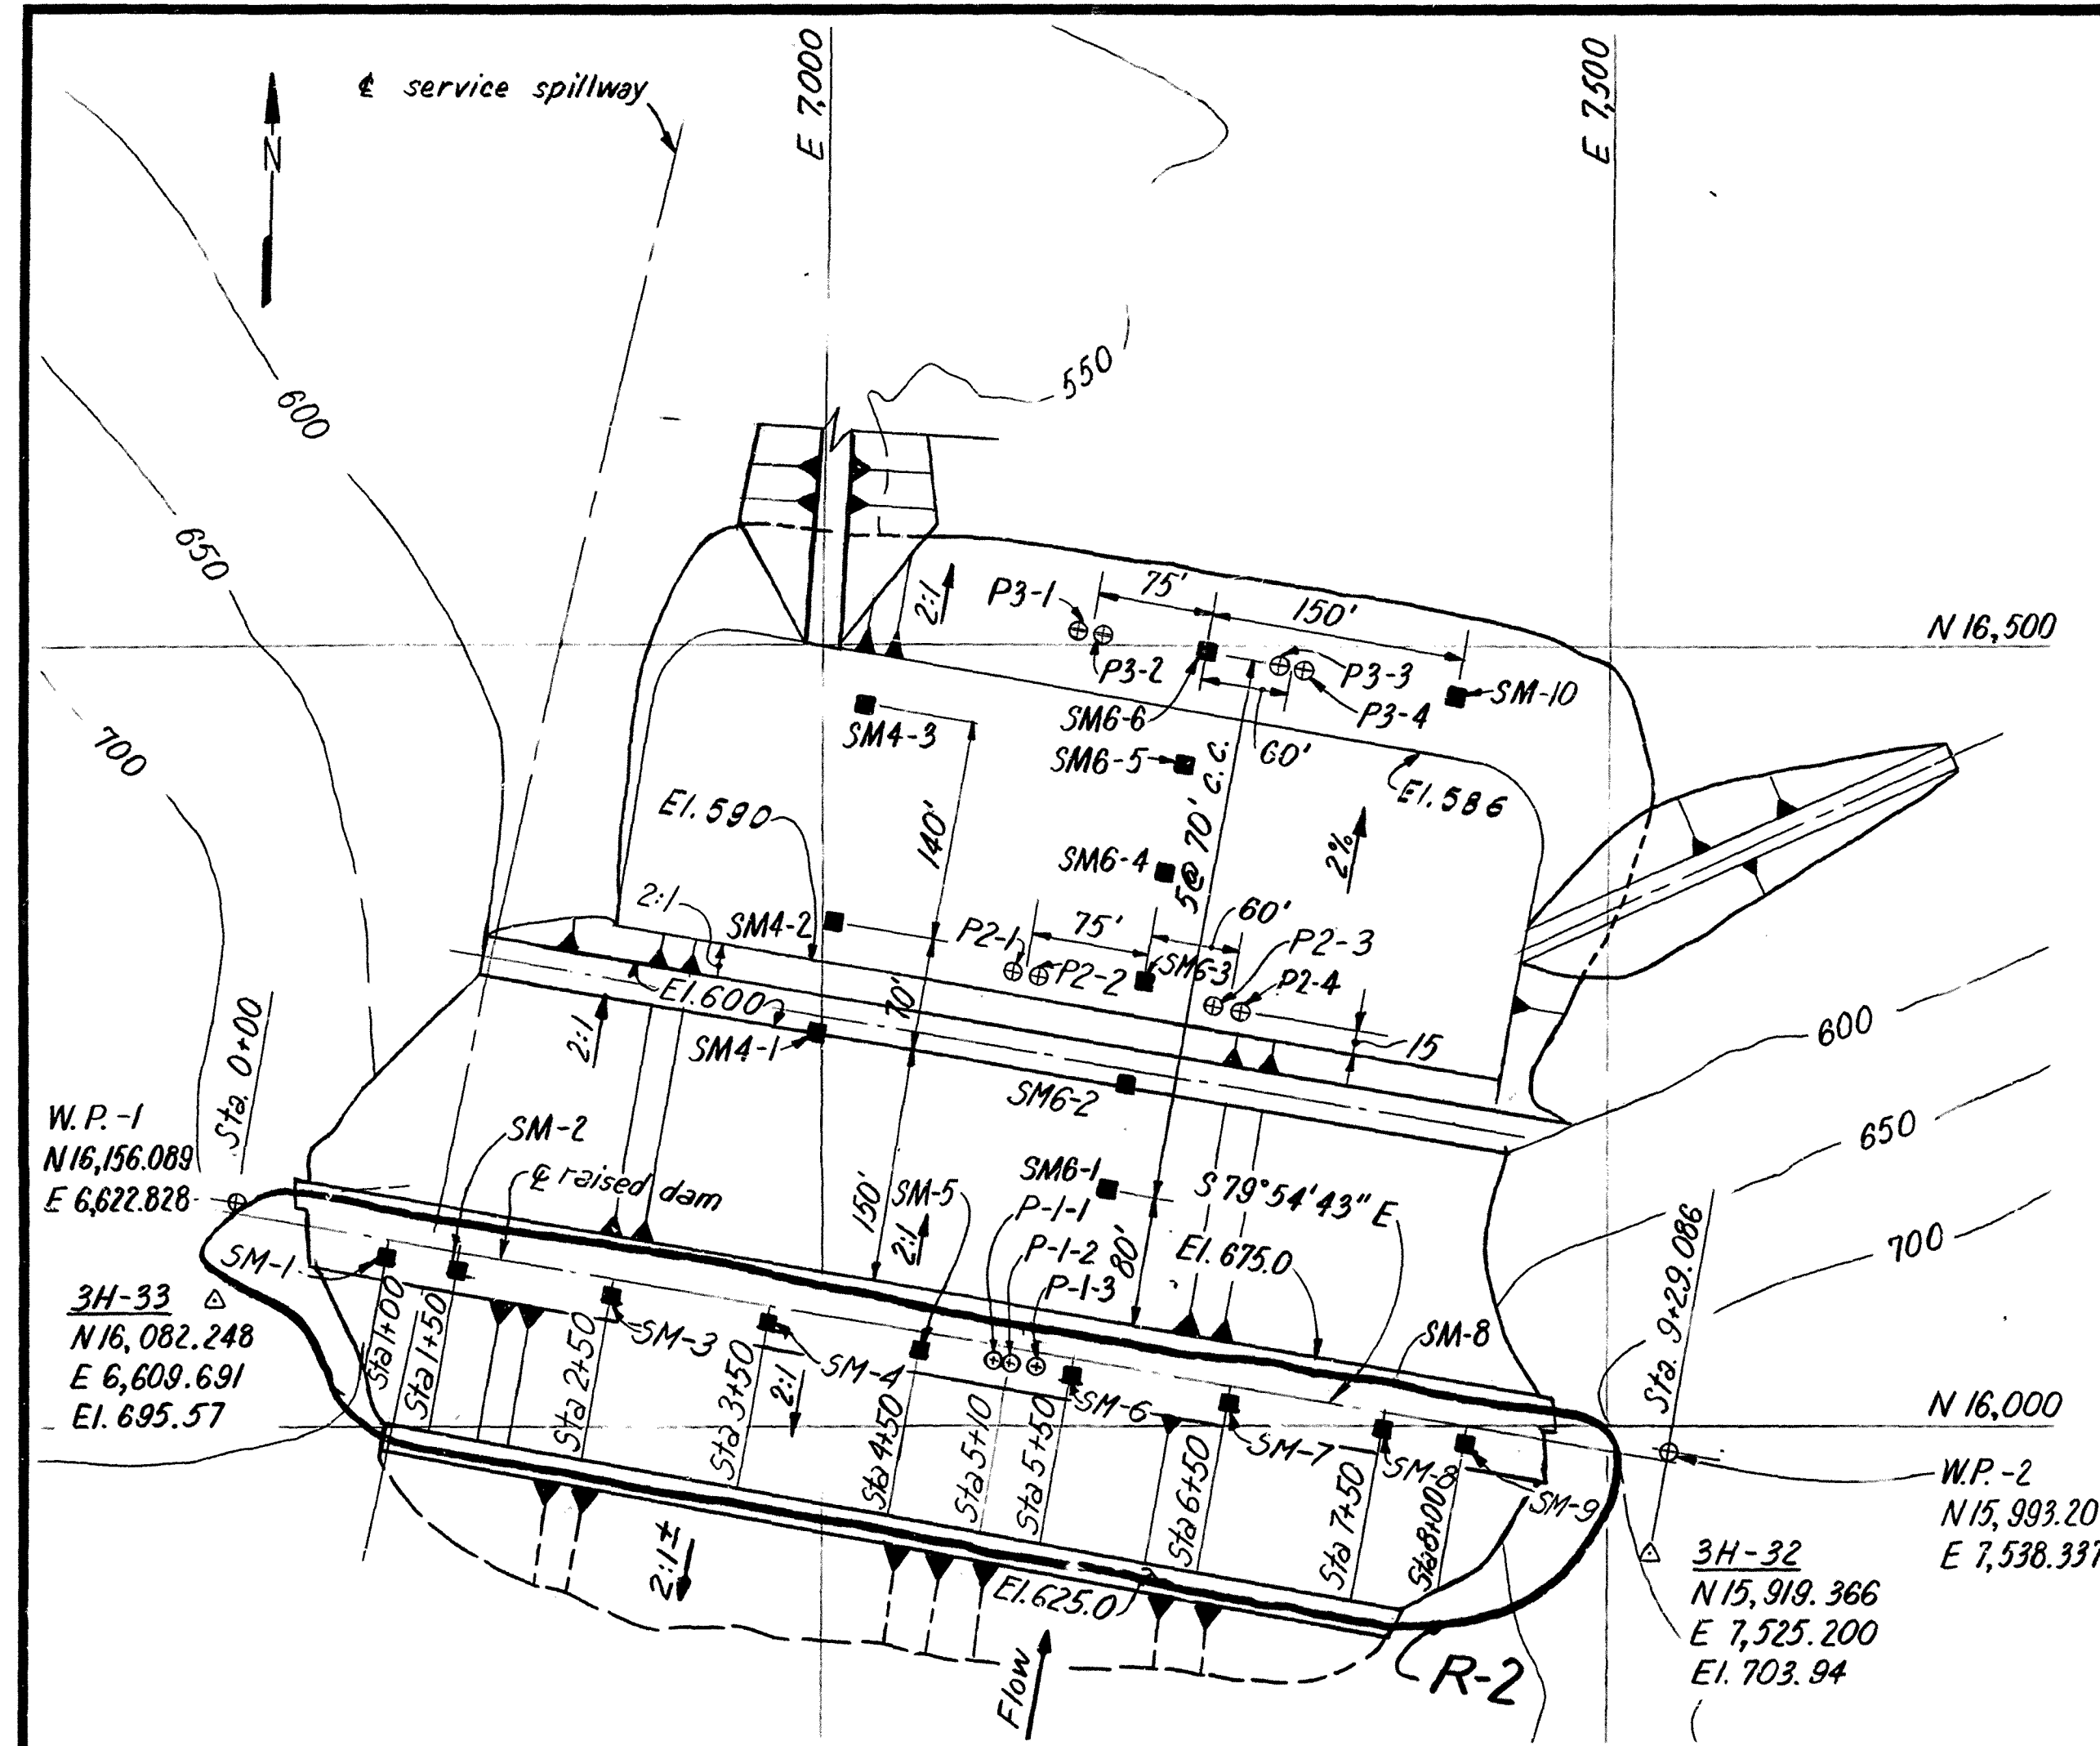 ℄ service spillway
E 7,000
E 7,500
N
600
550
650
700
75'
150'
P3-1
P3-2
P3-3
P3-4
N 16,500
2:1
SM-10
SM4-3
SM6-6
SM6-5
60'
El. 586
El. 590
140'
SM6-4
5@ 70' c.c.
2%
2:1
SM4-2
P2-1
75'
60'
P2-2
SM6-3
P2-3
P2-4
El. 600
70'
15
2:1
SM4-1
SM6-2
600
Sta. 0+00
W.P.-1
N 16,156.089
E 6,622.828
SM-2
℄ raised dam
650
SM6-1
SM-5
P-1-1
P-1-2
P-1-3
S 79°54'43" E
150'
2:1
80'
El. 675.0
700
Sta. 9+29.086
SM-1
3H-33
N 16,082.248
E 6,609.691
El. 695.57
Sta 1+00
Sta 1+50
Sta 2+50
SM-3
Sta 3+50
SM-4
2:1
Sta 4+50
Sta 5+10
Sta 5+50
SM-6
SM-8
Sta 6+50
SM-7
Sta 7+50
SM-8
Sta 8+00
SM-9
N 16,000
W.P.-2
N 15,993.20
E 7,538.337
2:1±
El. 625.0
Flow
R-2
3H-32
N 15,919.366
E 7,525.200
El. 703.94